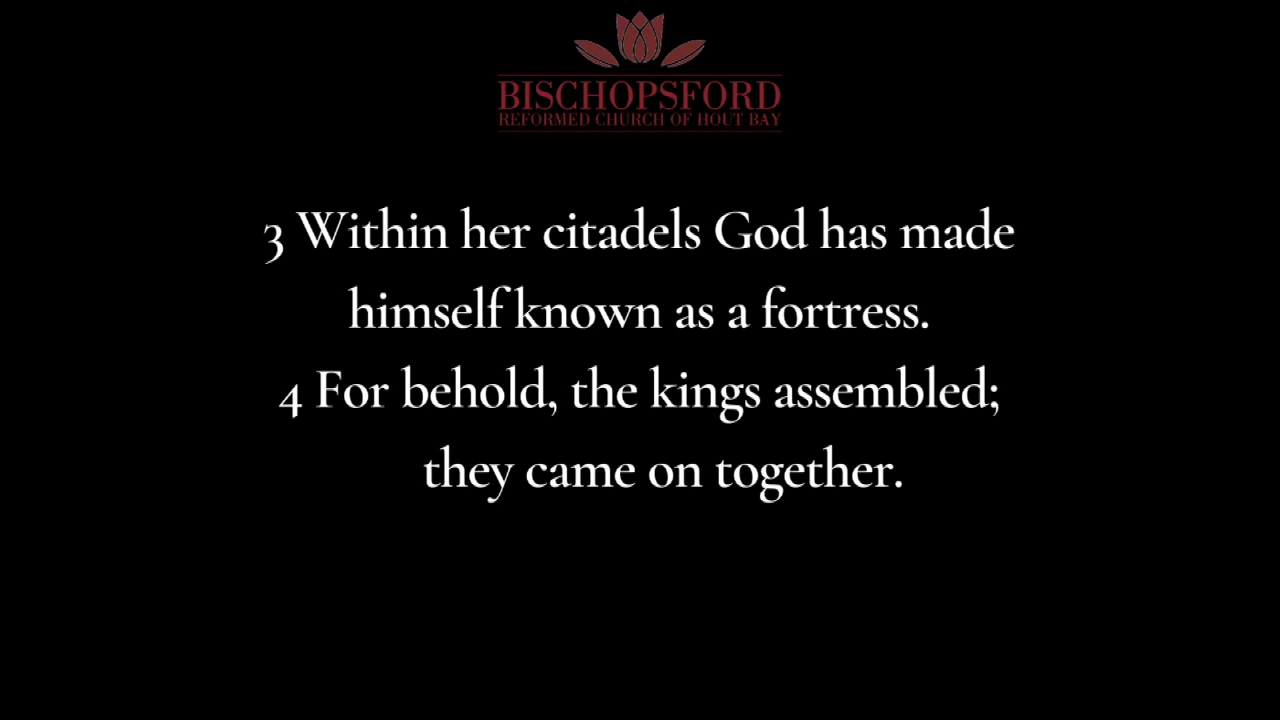 BISCHOPSFORD
REFORMED CHURCH OF HOUT BAY
3 Within her citadels God has made
himself known as a fortress.
4 For behold, the kings assembled;
they came on together.